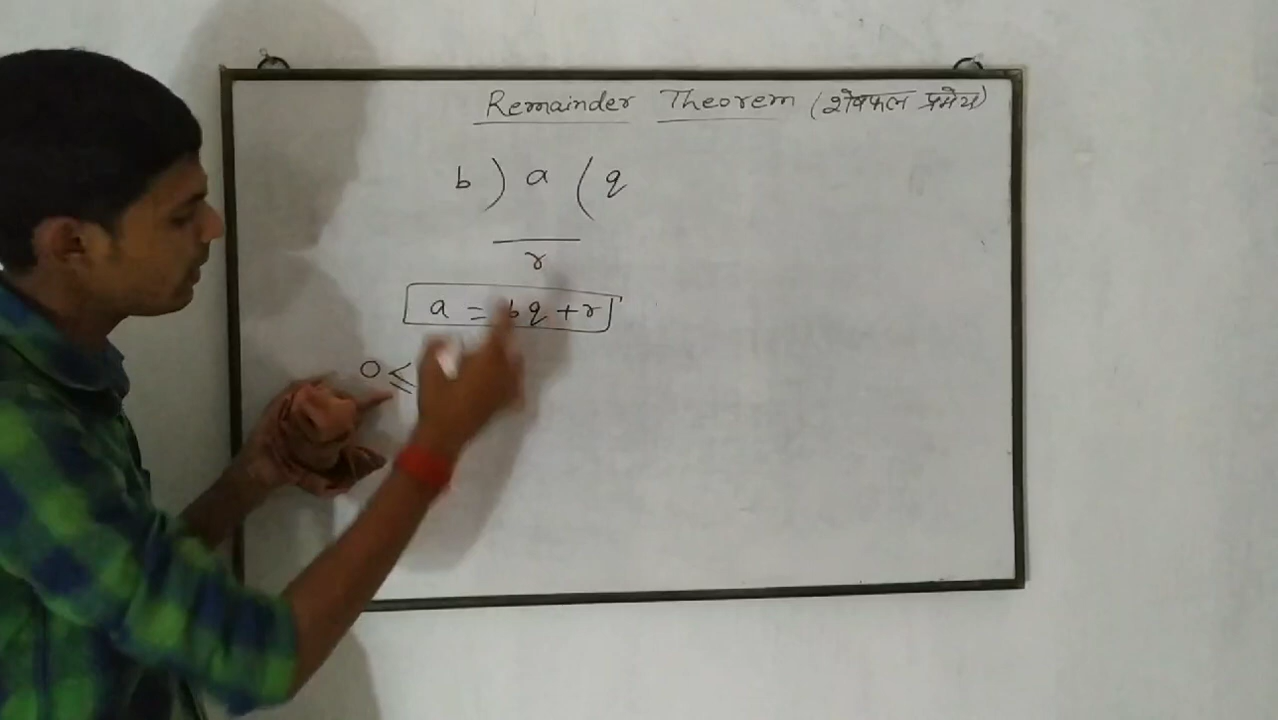 Remainder Theorem (शेषफल प्रमेय)
b ) a ( q
r
a = bq + r
0 ≤